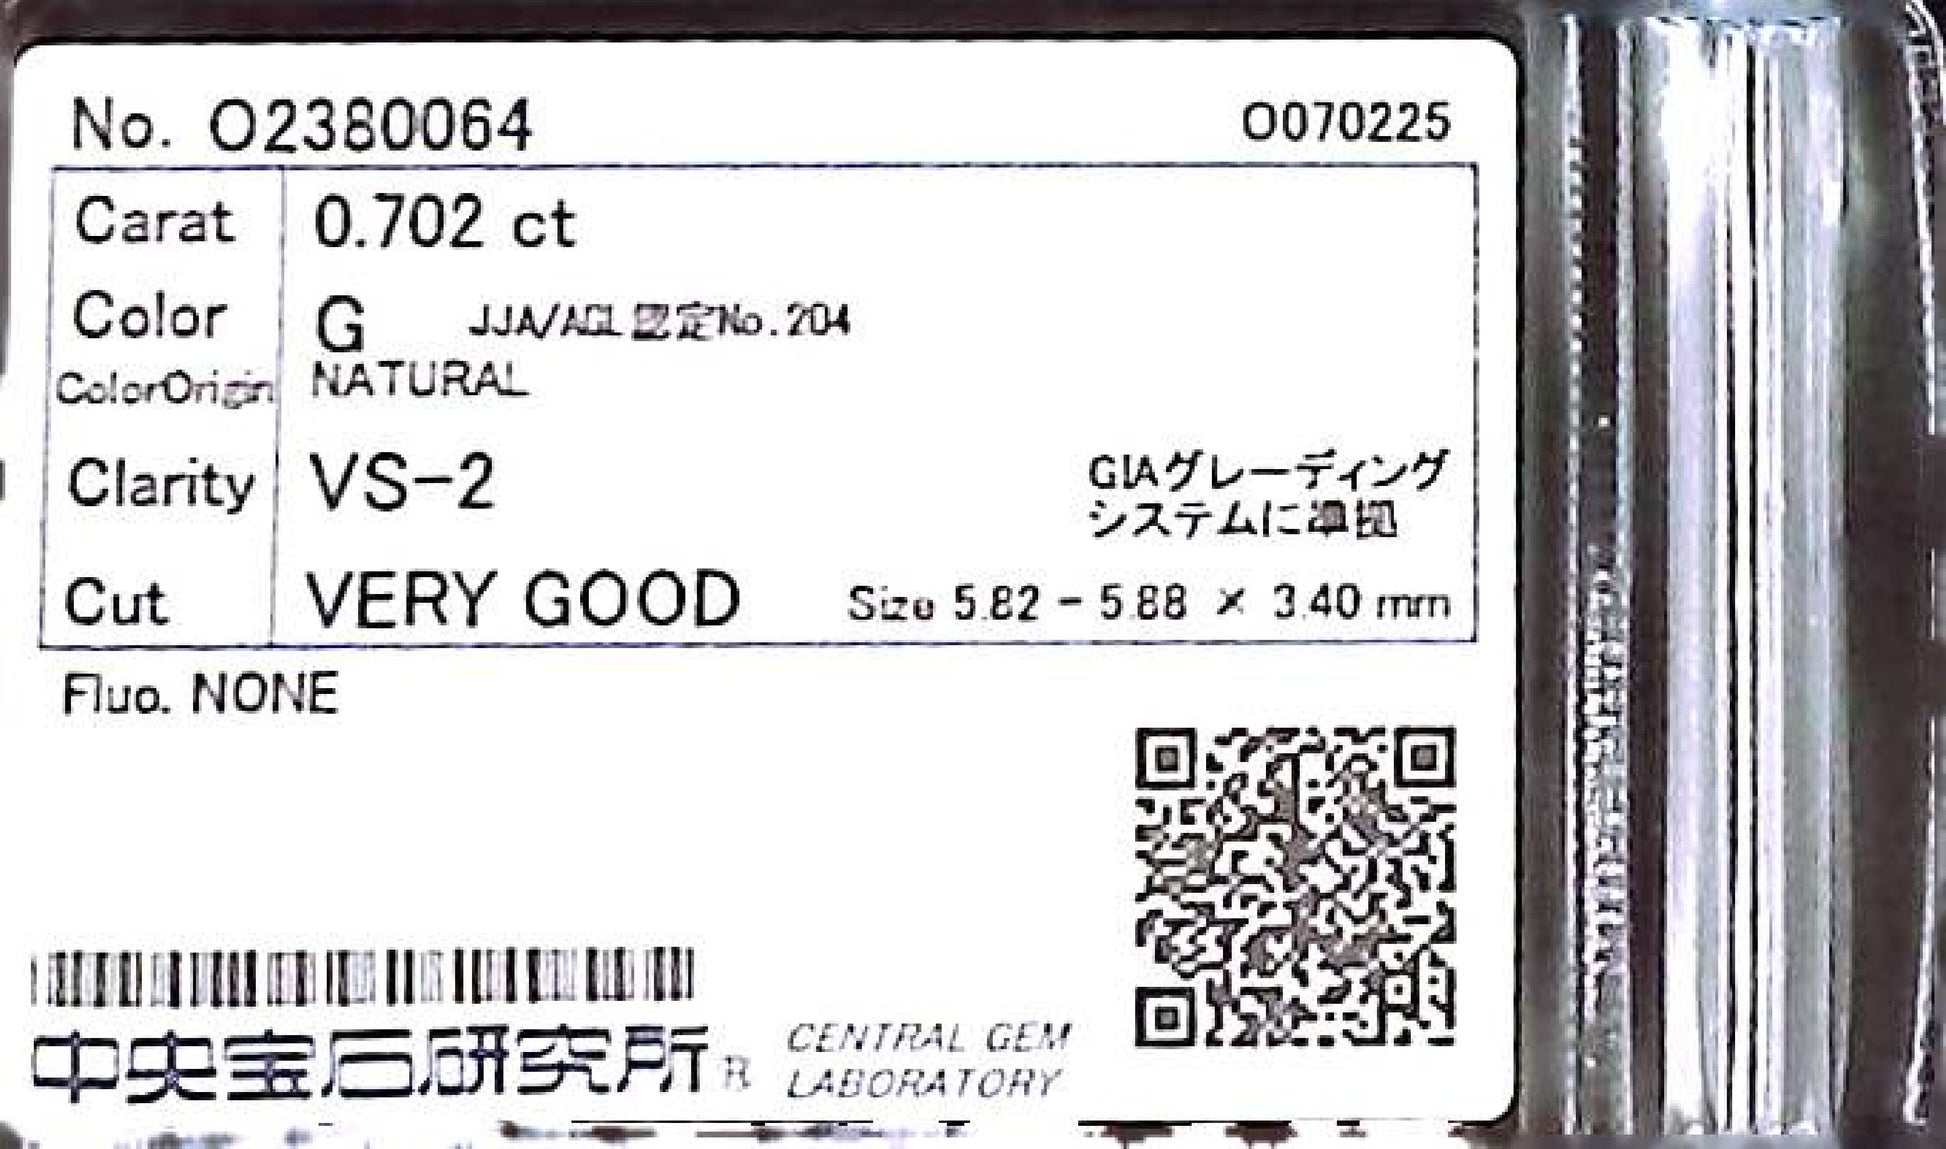 No. O2380064 O070225
Carat 0.702 ct
Color G JJA/AGL認定No.204
ColorOrigin NATURAL
Clarity VS-2 GIAグレーディング
システムに準拠
Cut VERY GOOD Size 5.82 - 5.88 × 3.40 mm
Fluo. NONE
中央宝石研究所® CENTRAL GEM
LABORATORY